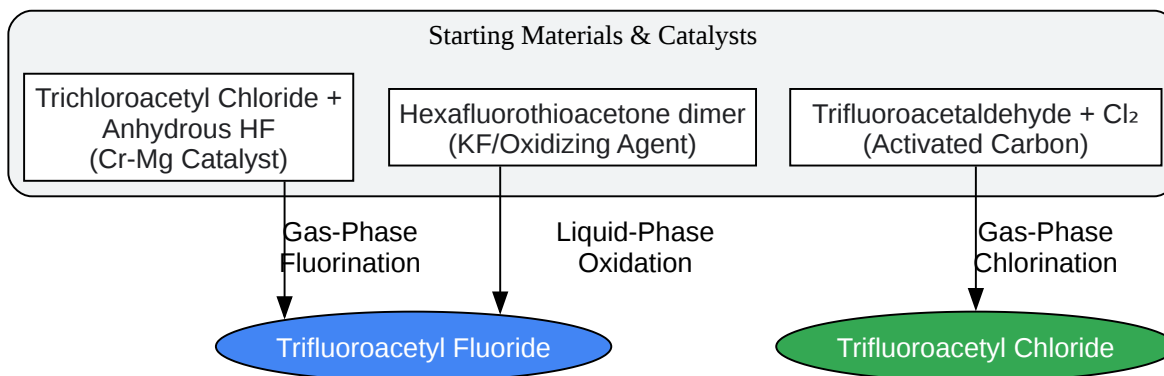 Starting Materials & Catalysts
Trichloroacetyl Chloride +
Anhydrous HF
(Cr-Mg Catalyst)
Hexafluorothioacetone dimer
(KF/Oxidizing Agent)
Trifluoroacetaldehyde + Cl₂
(Activated Carbon)
Gas-Phase
Fluorination
Liquid-Phase
Oxidation
Gas-Phase
Chlorination
Trifluoroacetyl Fluoride
Trifluoroacetyl Chloride